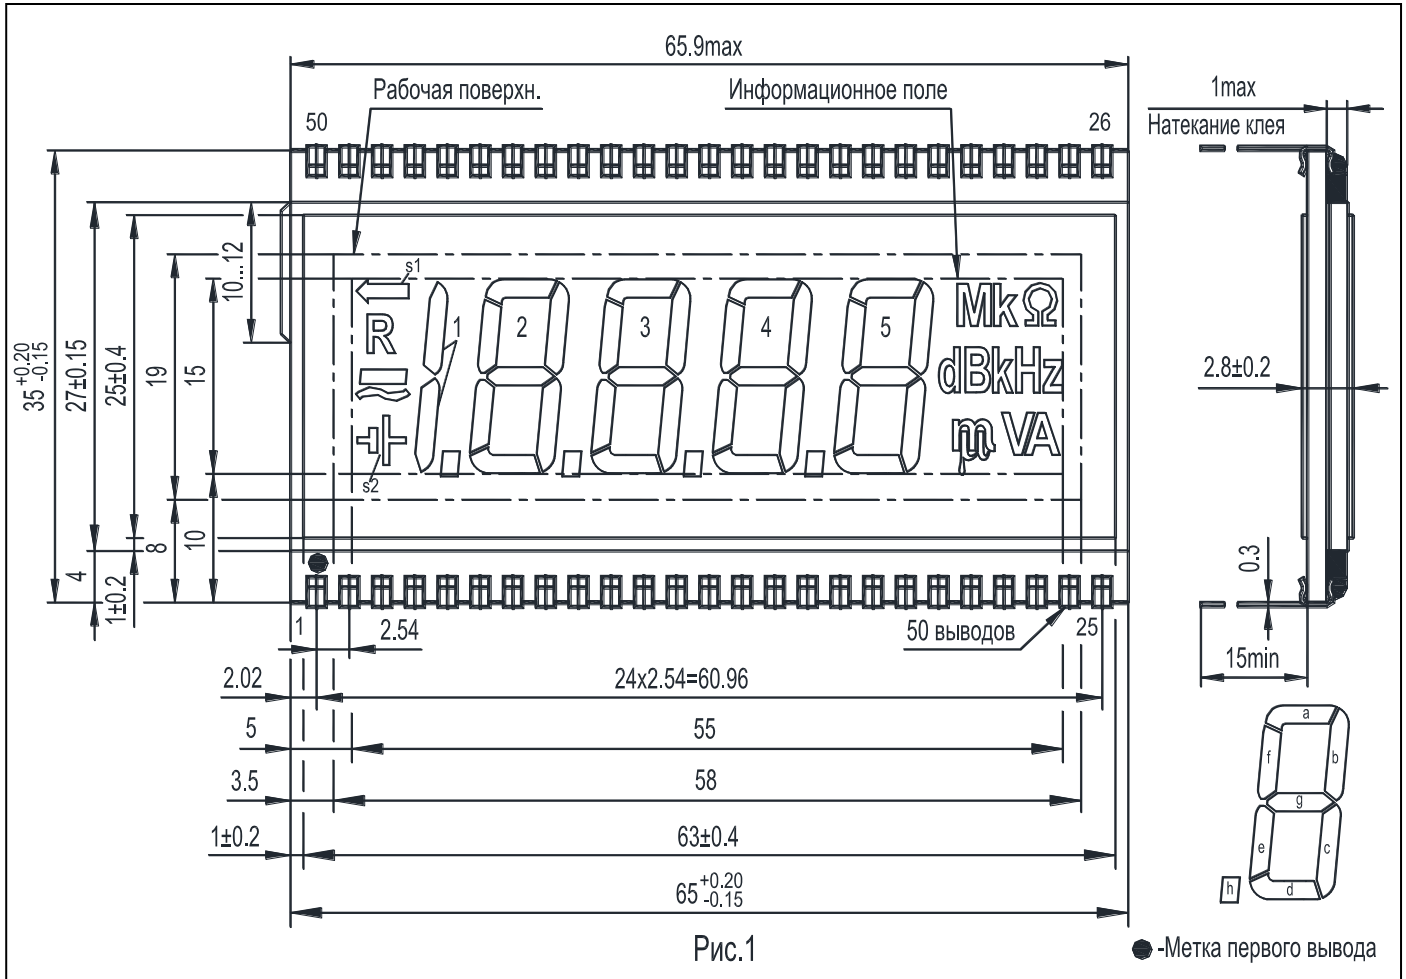 65.9max
Рабочая поверхн.
Информационное поле
1max
Натекание клея
50
26
10...12
35 +0.20 -0.15
27±0.15
25±0.4
19
15
s1
R
s2
1
2
3
4
5
MkΩ
dBkHz
mμ VA
2.8±0.2
4
1±0.2
8
10
0.3
1
2.54
50 выводов
25
15min
2.02
24x2.54=60.96
5
55
3.5
58
1±0.2
63±0.4
65 +0.20 -0.15
a
f
b
g
e
c
h
d
Рис.1
-Метка первого вывода